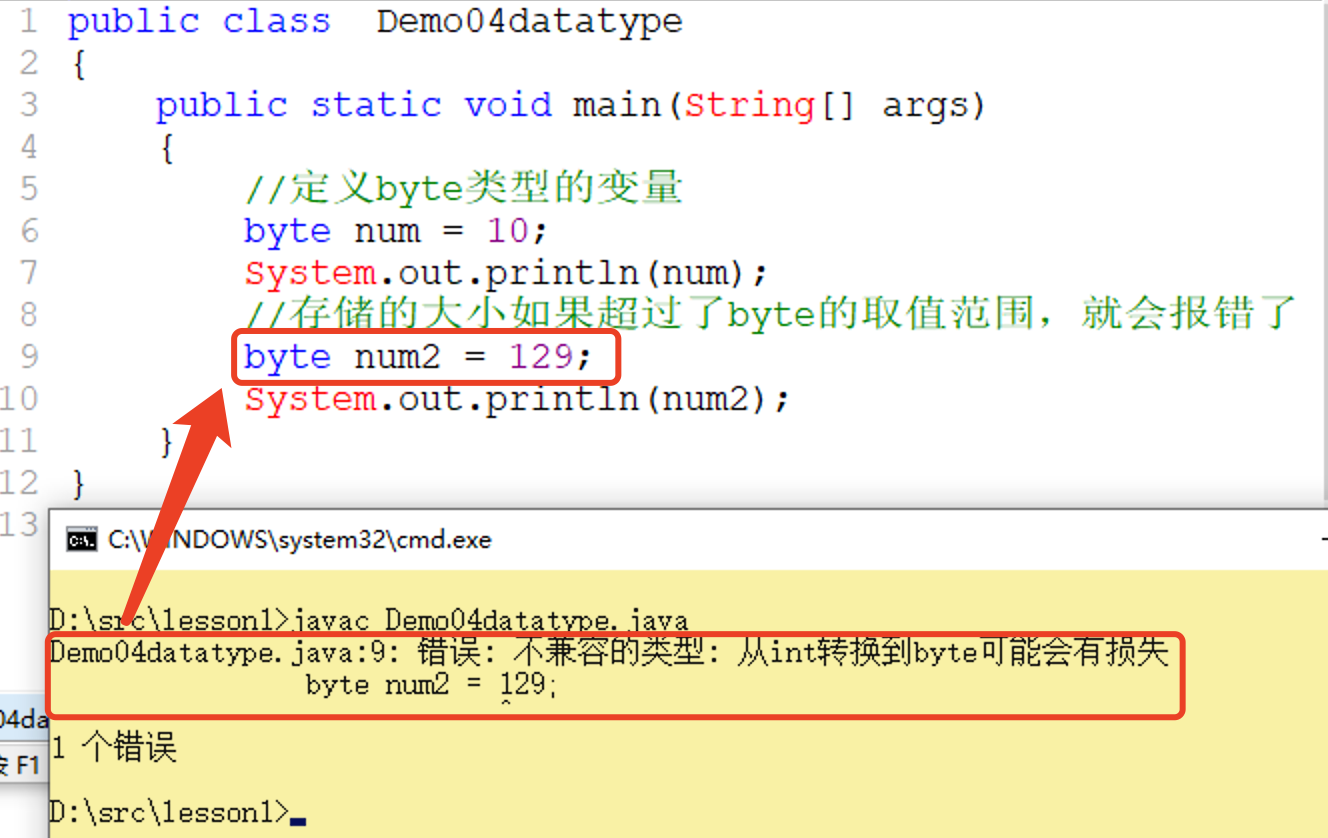 1 public class  Demo04datatype
2 {
3     public static void main(String[] args)
4     {
5         //定义byte类型的变量
6         byte num = 10;
7         System.out.println(num);
8         //存储的大小如果超过了byte的取值范围，就会报错了
9         byte num2 = 129;
10         System.out.println(num2);
11     }
12 }
13
C:\WINDOWS\system32\cmd.exe
D:\src\lesson1>javac Demo04datatype.java
Demo04datatype.java:9: 错误: 不兼容的类型: 从int转换到byte可能会有损失
byte num2 = 129;
^
04da
1 个错误
按 F1
D:\src\lesson1>